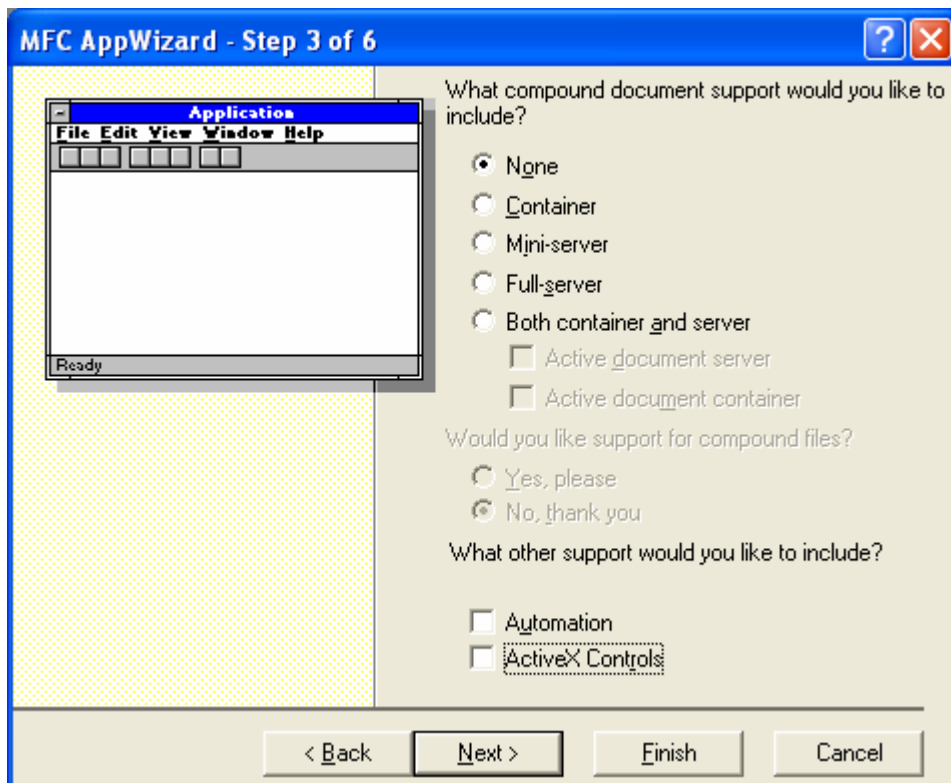 MFC AppWizard - Step 3 of 6
Application
File Edit View Window Help
Ready
What compound document support would you like to
include?
None
Container
Mini-server
Full-server
Both container and server
Active document server
Active document container
Would you like support for compound files?
Yes, please
No, thank you
What other support would you like to include?
Automation
ActiveX Controls
< Back Next > Finish Cancel